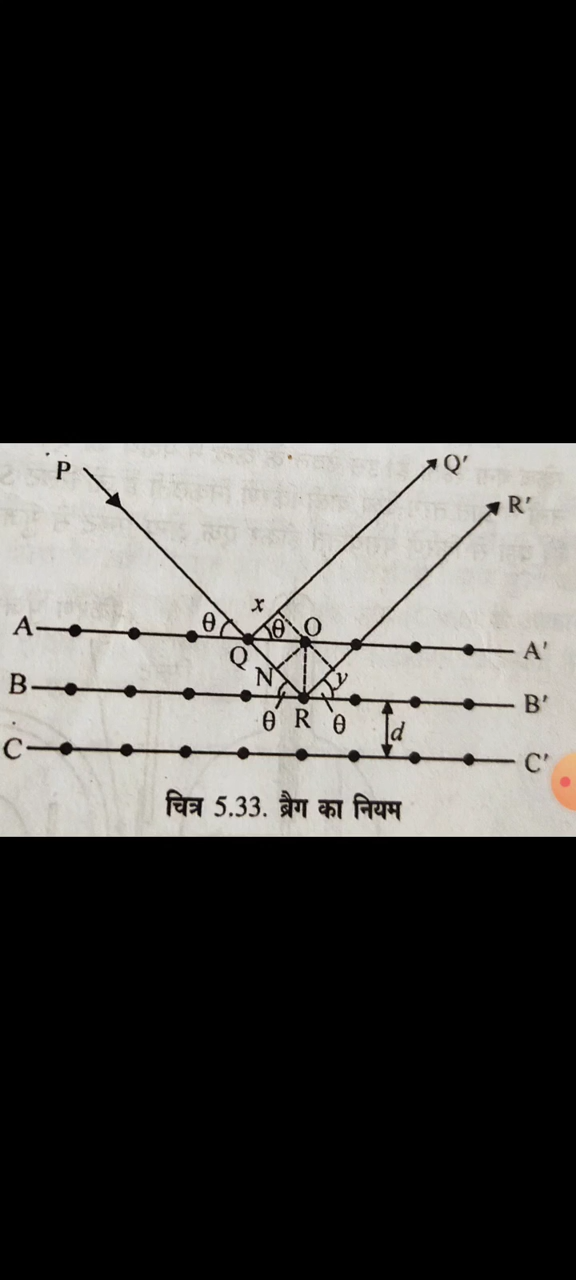 P
Q′
R′
x
A θ θ O A′
Q
N y
B B′
θ R θ d
C C′
चित्र 5.33. ब्रैग का नियम